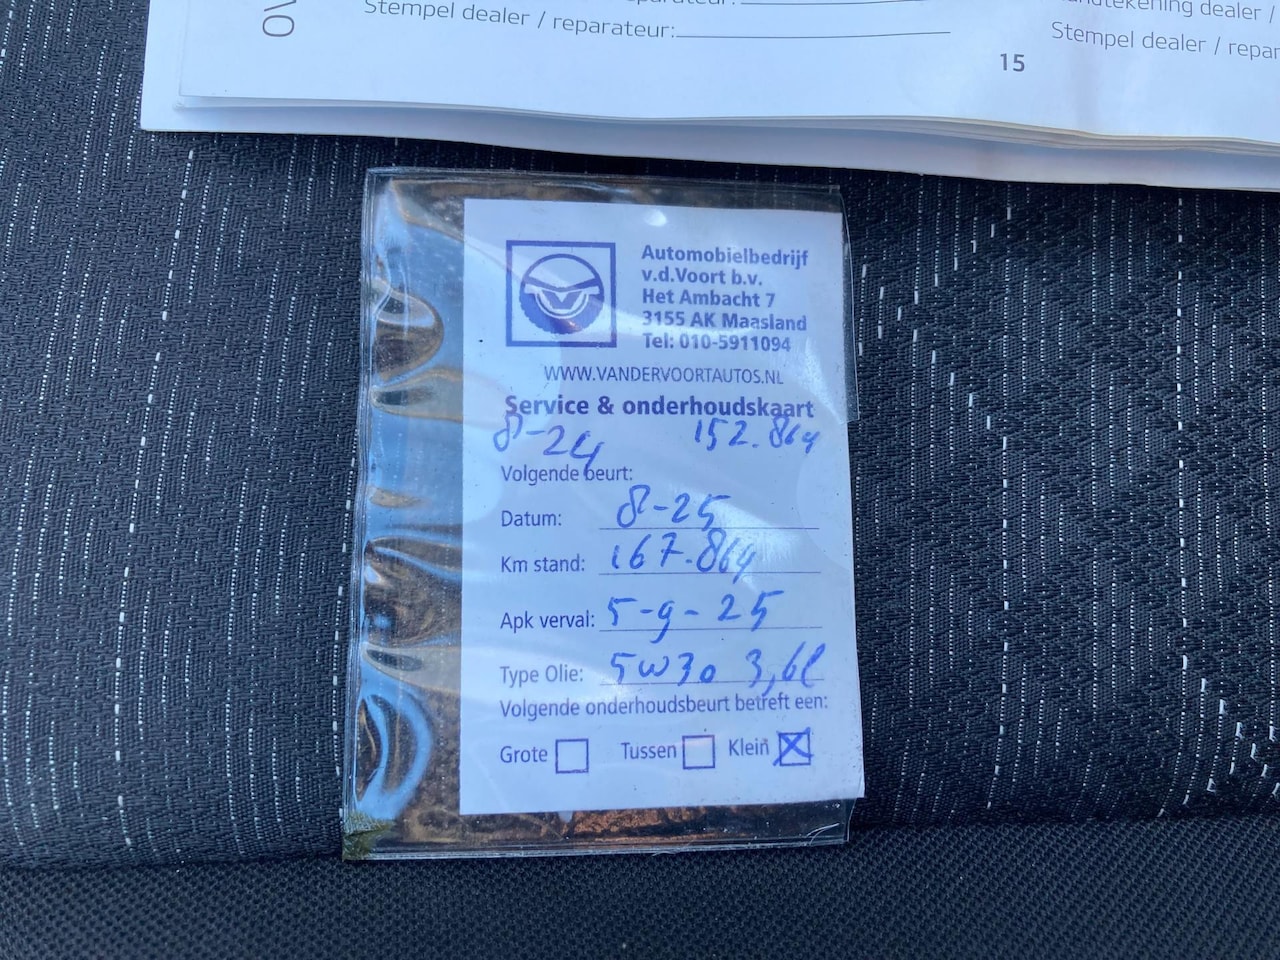 Stempel dealer / reparateur:
Stempel dealer /
15
Automobielbedrijf
v.d.Voort b.v.
Het Ambacht 7
3155 AK Maasland
Tel: 010-5911094
WWW.VANDERVOORTAUTOS.NL
Service & onderhoudskaart
8-24 152.864
Volgende beurt:
Datum: 8-25
Km stand: 167.864
Apk verval: 5-9-25
Type Olie: 5W30 3,6l
Volgende onderhoudsbeurt betreft een:
Grote Tussen Klein